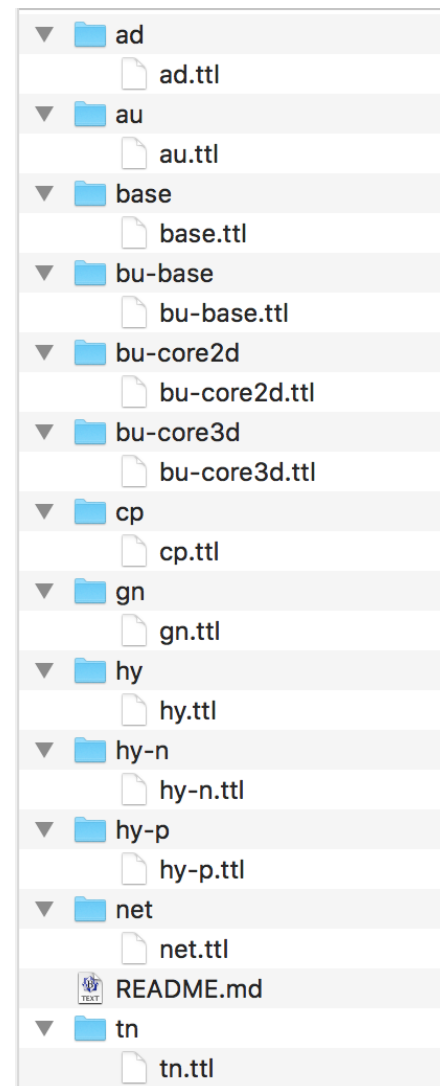 ad
ad.ttl
au
au.ttl
base
base.ttl
bu-base
bu-base.ttl
bu-core2d
bu-core2d.ttl
bu-core3d
bu-core3d.ttl
cp
cp.ttl
gn
gn.ttl
hy
hy.ttl
hy-n
hy-n.ttl
hy-p
hy-p.ttl
net
net.ttl
TEXT README.md
tn
tn.ttl